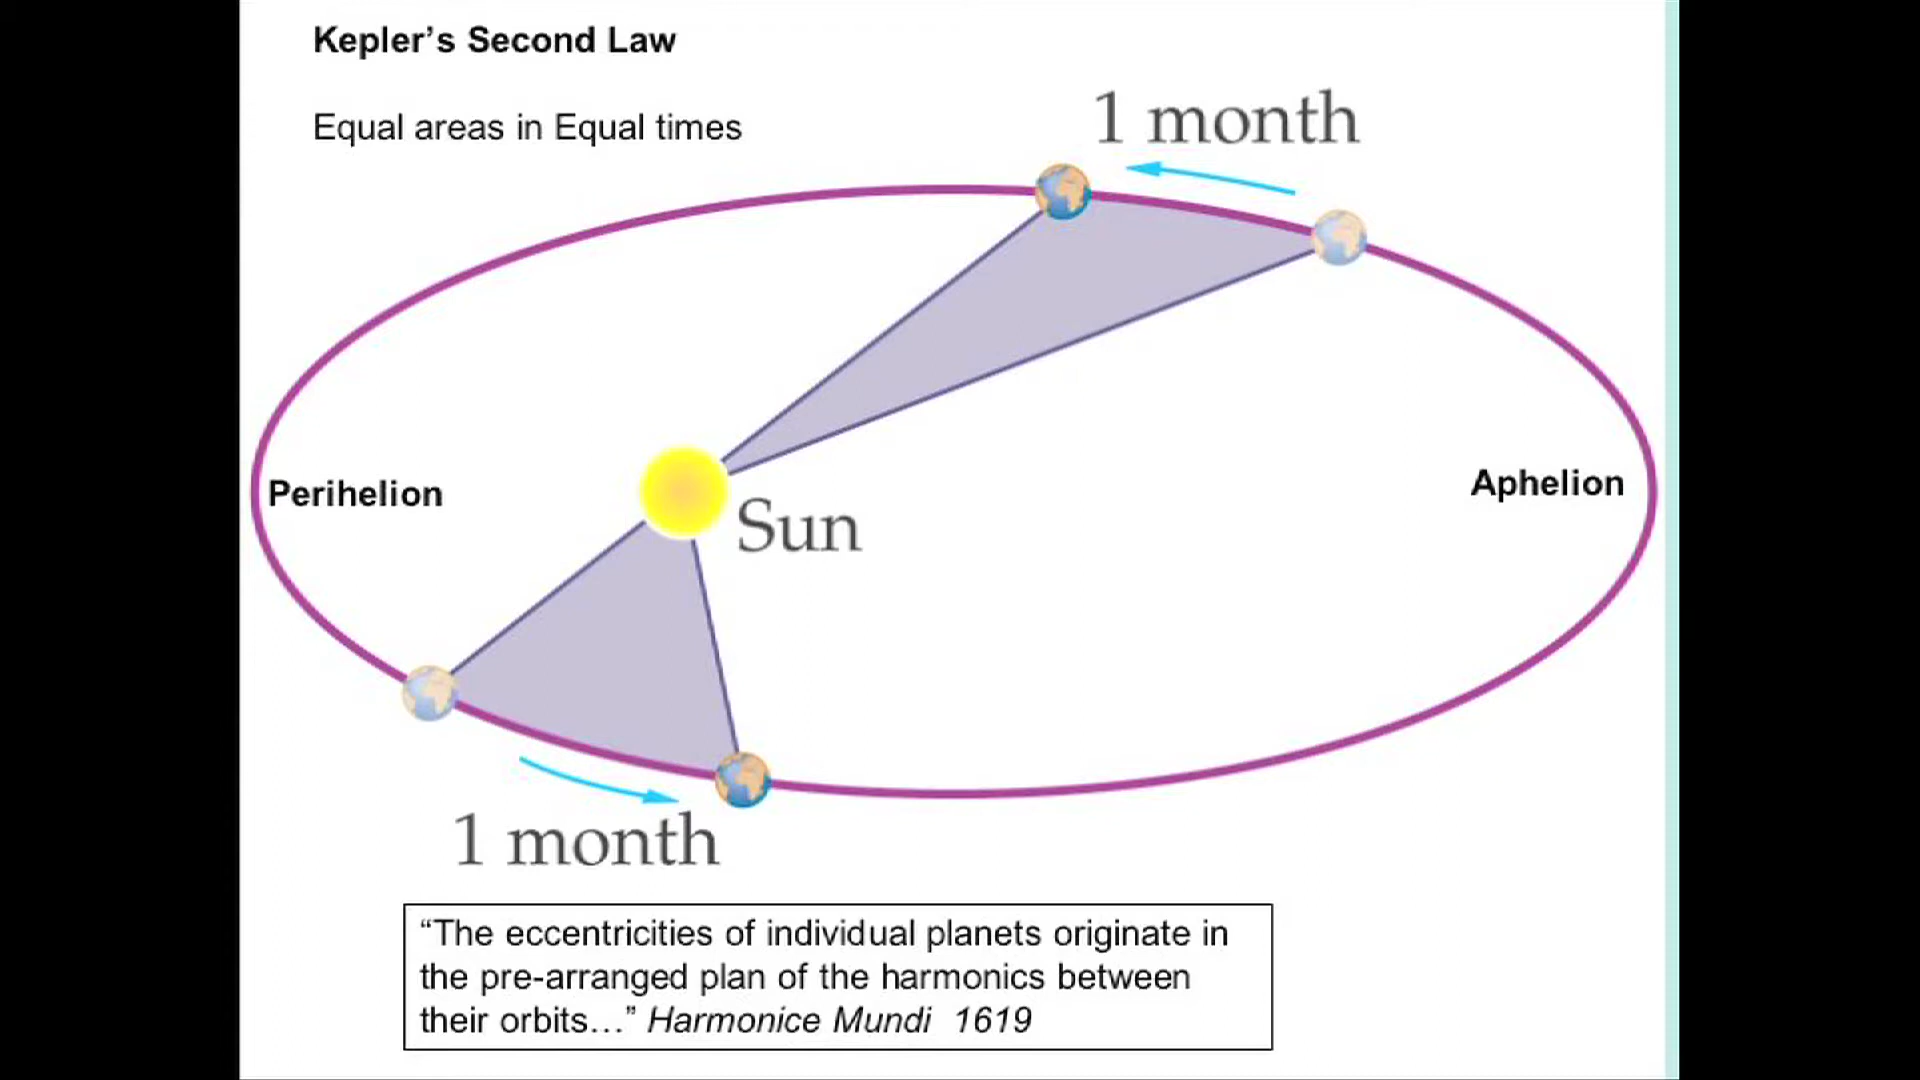 Kepler’s Second Law
Equal areas in Equal times
1 month
Perihelion
Aphelion
Sun
1 month
“The eccentricities of individual planets originate in
the pre-arranged plan of the harmonics between
their orbits…” Harmonice Mundi 1619